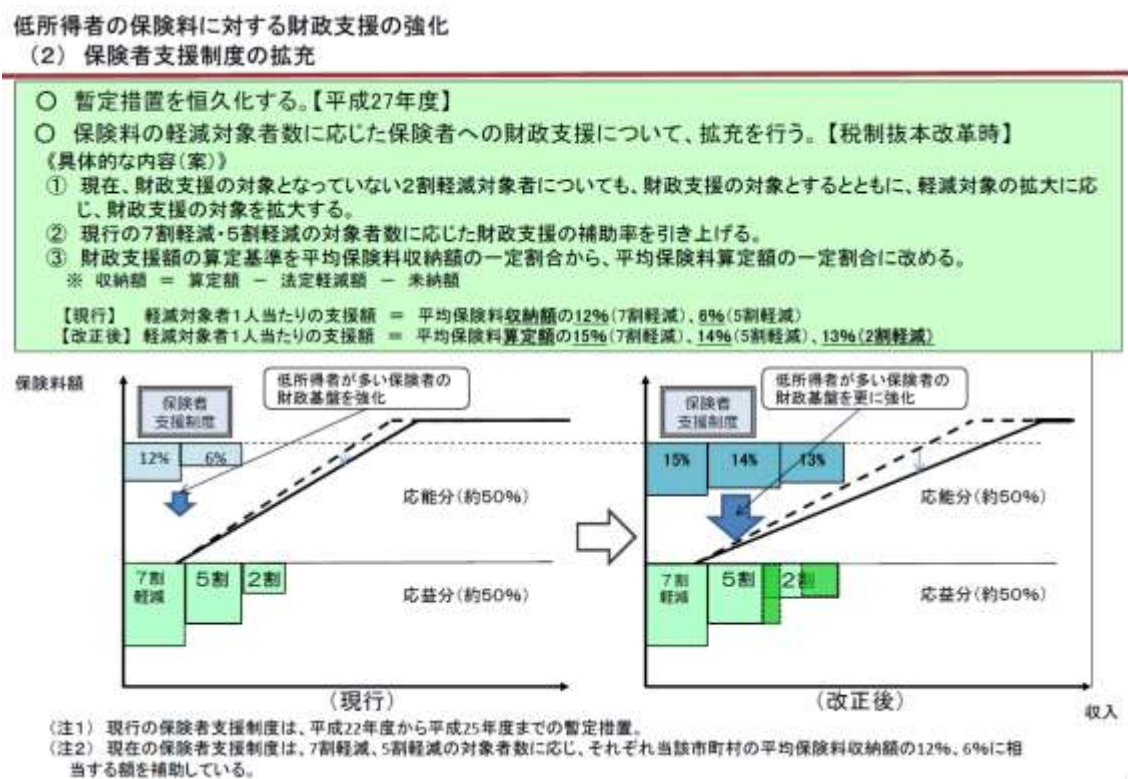 低所得者の保険料に対する財政支援の強化
（2） 保険者支援制度の拡充
○ 暫定措置を恒久化する。【平成27年度】
○ 保険料の軽減対象者数に応じた保険者への財政支援について、拡充を行う。【税制抜本改革時】
《具体的な内容（案）》
① 現在、財政支援の対象となっていない2割軽減対象者についても、財政支援の対象とするとともに、軽減対象の拡大に応
じ、財政支援の対象を拡大する。
② 現行の7割軽減・5割軽減の対象者数に応じた財政支援の補助率を引き上げる。
③ 財政支援額の算定基準を平均保険料収納額の一定割合から、平均保険料算定額の一定割合に改める。
※ 収納額 ＝ 算定額 － 法定軽減額 － 未納額
【現行】 軽減対象者1人当たりの支援額 ＝ 平均保険料収納額の12%（7割軽減）、6%（5割軽減）
【改正後】 軽減対象者1人当たりの支援額 ＝ 平均保険料算定額の15%（7割軽減）、14%（5割軽減）、13%（2割軽減）
保険料額
保険者
支援制度
低所得者が多い保険者の
財政基盤を強化
12%
6%
応能分（約50%）
7割
軽減
5割
2割
応益分（約50%）
（現行）
保険者
支援制度
低所得者が多い保険者の
財政基盤を更に強化
15%
14%
13%
応能分（約50%）
7割
軽減
5割
2割
応益分（約50%）
（改正後）
収入
（注1） 現行の保険者支援制度は、平成22年度から平成25年度までの暫定措置。
（注2） 現在の保険者支援制度は、7割軽減、5割軽減の対象者数に応じ、それぞれ当該市町村の平均保険料収納額の12%、6%に相
当する額を補助している。